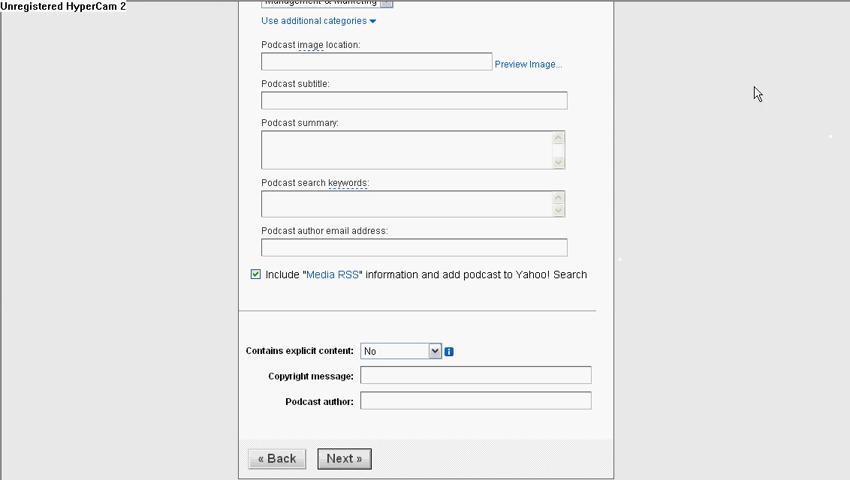 Unregistered HyperCam 2
Management & Marketing
Use additional categories
Podcast image location:
Preview Image...
Podcast subtitle:
Podcast summary:
Podcast search keywords:
Podcast author email address:
Include "Media RSS" information and add podcast to Yahoo! Search
Contains explicit content: No i
Copyright message:
Podcast author:
« Back Next »